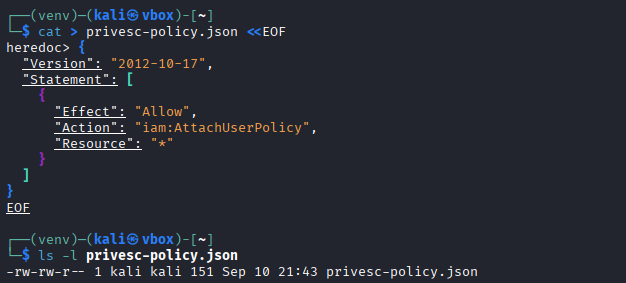 ┌──(venv)─(kali㉿vbox)-[~]
└─$ cat > privesc-policy.json <<EOF
heredoc> {
  "Version": "2012-10-17",
  "Statement": [
    {
      "Effect": "Allow",
      "Action": "iam:AttachUserPolicy",
      "Resource": "*"
    }
  ]
}
EOF
┌──(venv)─(kali㉿vbox)-[~]
└─$ ls -l privesc-policy.json
-rw-rw-r-- 1 kali kali 151 Sep 10 21:43 privesc-policy.json